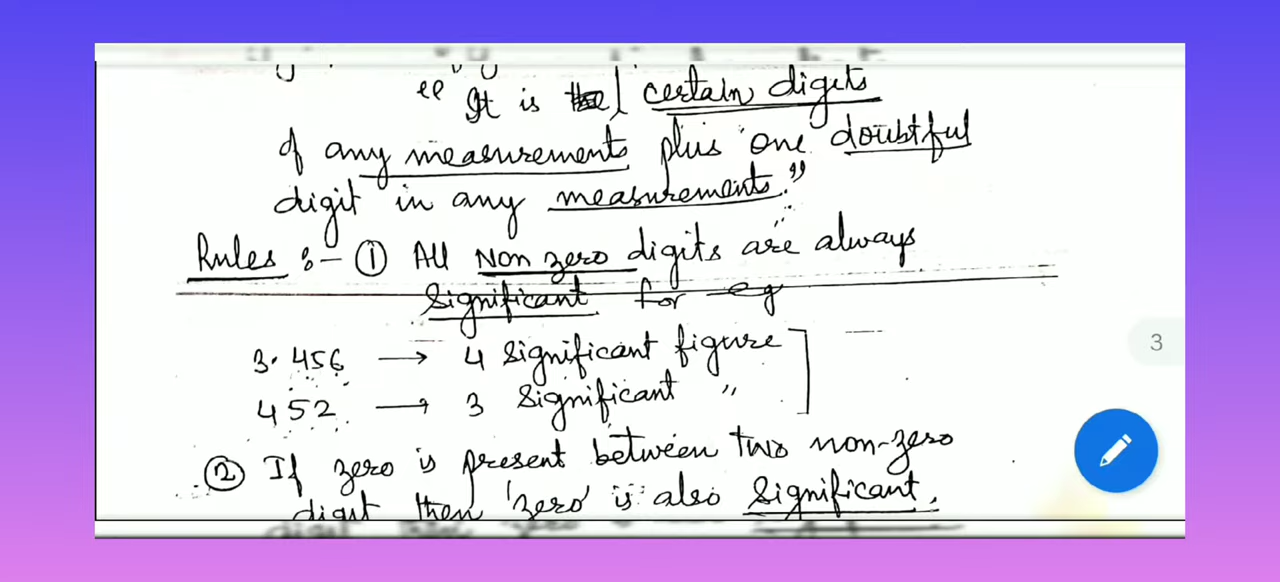 " It is certain digits
of any measurements plus 'one' doubtful
digit in any measurements."
Rules :- ① All Non zero digits are always
significant for eg
3.456 → 4 significant figure
3
452 → 3 significant "
② If zero is present between two non-zero
digit then 'zero' is also significant.